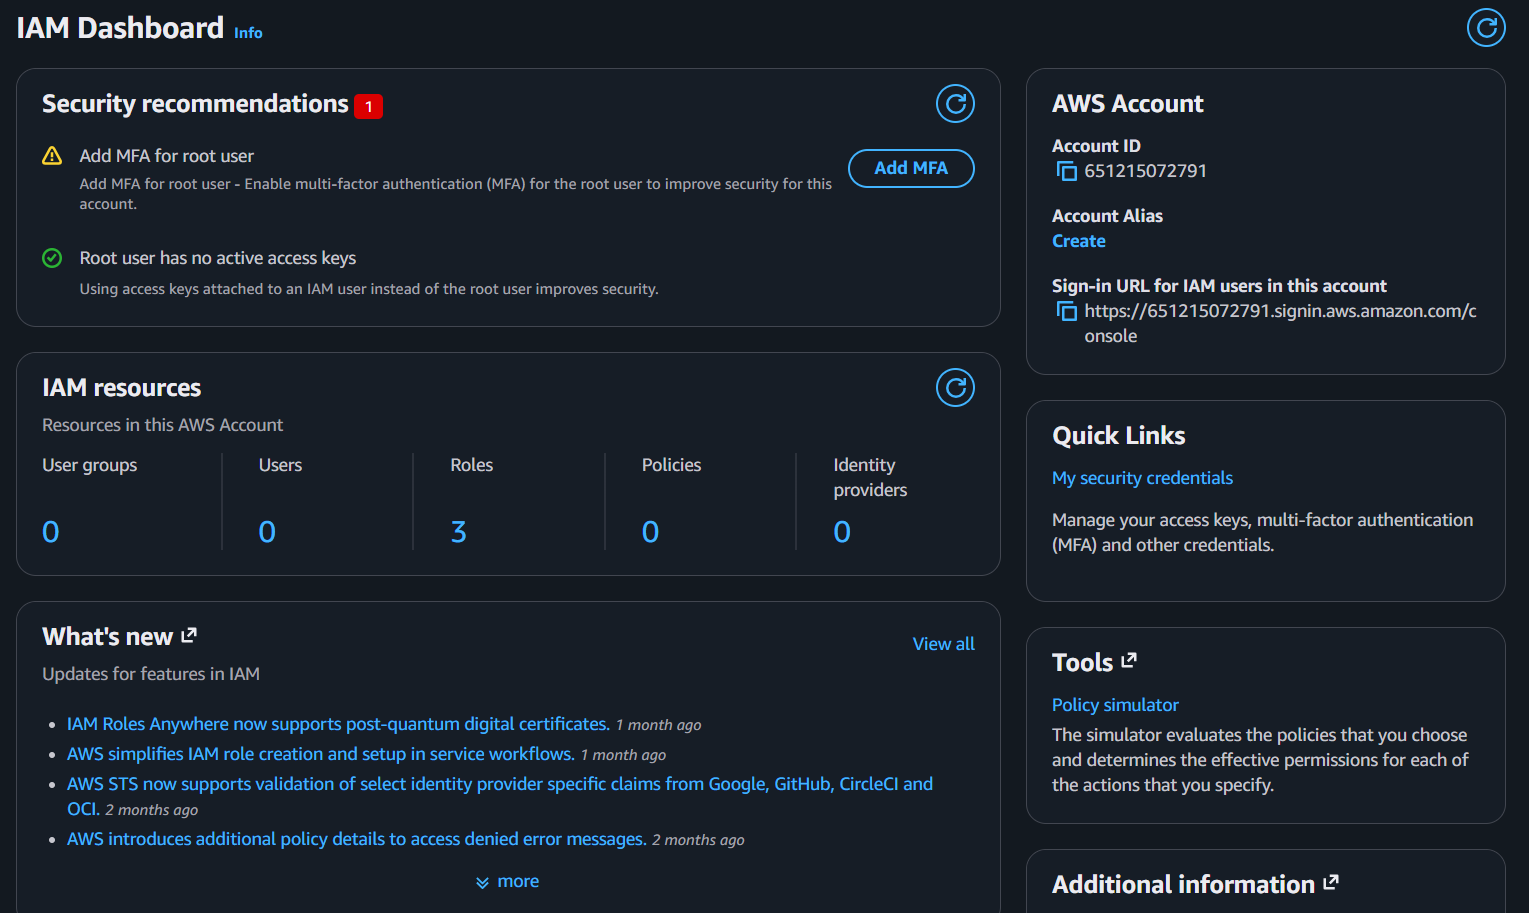 IAM Dashboard Info
Security recommendations 1
Add MFA for root user
Add MFA for root user - Enable multi-factor authentication (MFA) for the root user to improve security for this
account.
Add MFA
Root user has no active access keys
Using access keys attached to an IAM user instead of the root user improves security.
IAM resources
Resources in this AWS Account
User groups
0
Users
0
Roles
3
Policies
0
Identity
providers
0
What's new
View all
Updates for features in IAM
IAM Roles Anywhere now supports post-quantum digital certificates. 1 month ago
AWS simplifies IAM role creation and setup in service workflows. 1 month ago
AWS STS now supports validation of select identity provider specific claims from Google, GitHub, CircleCI and
OCI. 2 months ago
AWS introduces additional policy details to access denied error messages. 2 months ago
more
AWS Account
Account ID
651215072791
Account Alias
Create
Sign-in URL for IAM users in this account
https://651215072791.signin.aws.amazon.com/c
onsole
Quick Links
My security credentials
Manage your access keys, multi-factor authentication
(MFA) and other credentials.
Tools
Policy simulator
The simulator evaluates the policies that you choose
and determines the effective permissions for each of
the actions that you specify.
Additional information